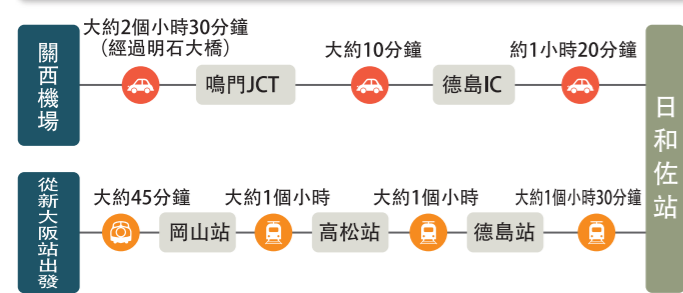 大約2個小時30分鐘
（經過明石大橋）
大約10分鐘
約1小時20分鐘
關西機場
鳴門JCT
德島IC
日和佐站
從新大阪站出發
大約45分鐘
大約1個小時
大約1個小時
大約1個小時30分鐘
岡山站
高松站
德島站